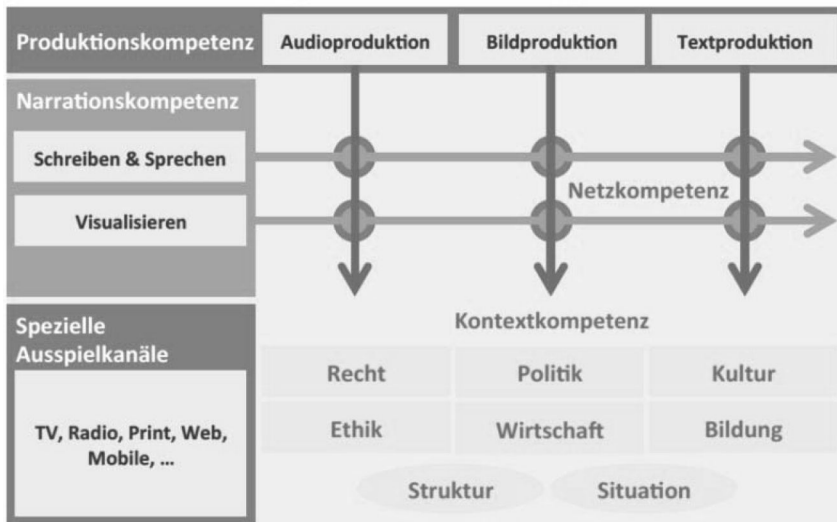 Produktionskompetenz
Audioproduktion
Bildproduktion
Textproduktion
Narrationskompetenz
Schreiben & Sprechen
Netzkompetenz
Visualisieren
Spezielle
Ausspielkanäle
Kontextkompetenz
TV, Radio, Print, Web,
Mobile, ...
Recht
Politik
Kultur
Ethik
Wirtschaft
Bildung
Struktur
Situation